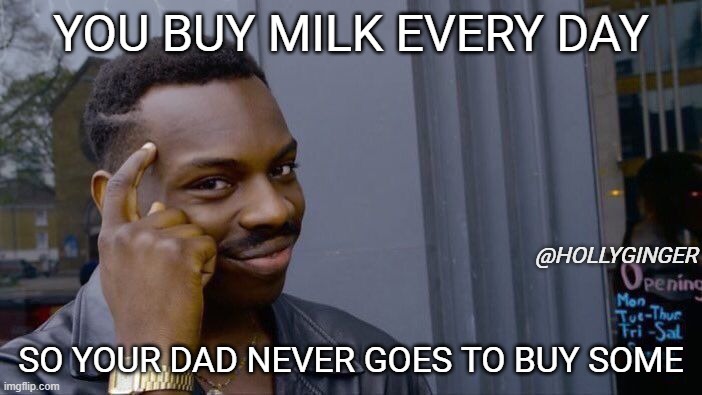 YOU BUY MILK EVERY DAY
@HOLLYGINGER
Opening
Mon
Tue-Thur
Fri-Sat
SO YOUR DAD NEVER GOES TO BUY SOME
imgflip.com